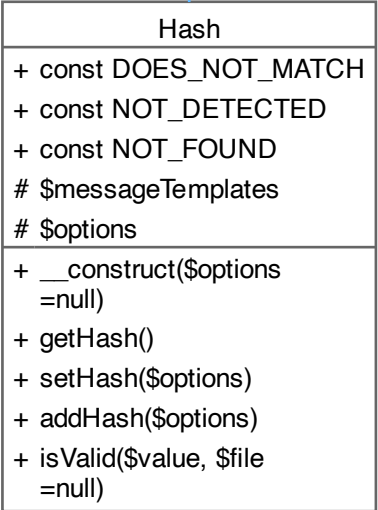 Hash
+ const DOES_NOT_MATCH
+ const NOT_DETECTED
+ const NOT_FOUND
# $messageTemplates
# $options
+ __construct($options
=null)
+ getHash()
+ setHash($options)
+ addHash($options)
+ isValid($value, $file
=null)